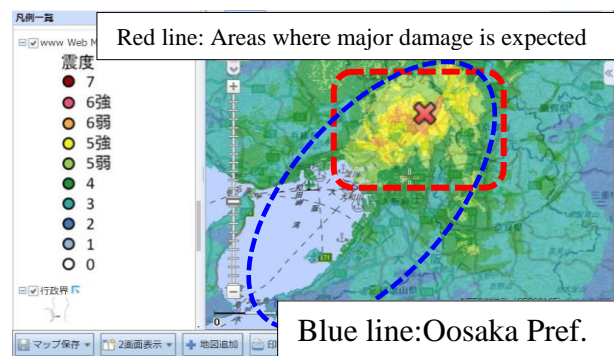 凡例一覧
Red line: Areas where major damage is expected
www Web M
震度
7
6強
6弱
5強
5弱
4
3
2
1
0
行政界
Blue line:Oosaka Pref.
マップ保存
2画面表示
地図追加
印